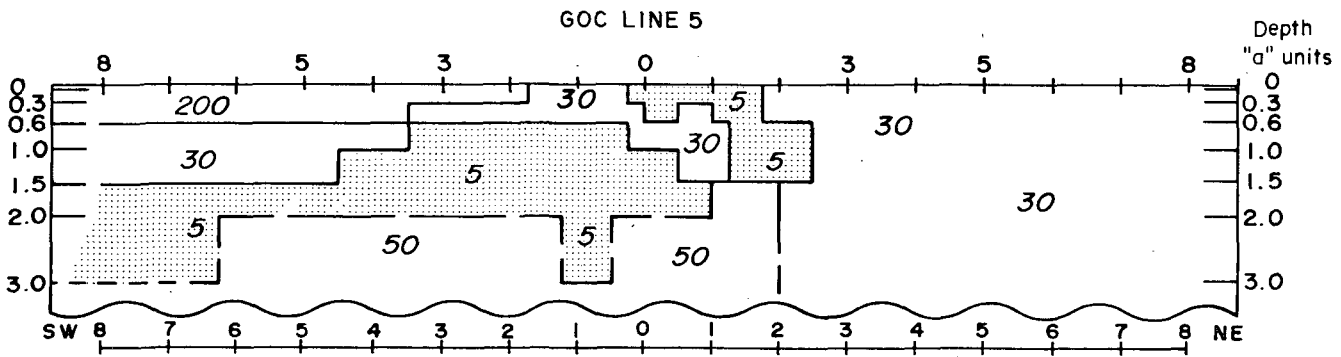 GOC LINE 5
Depth
"a" units
8 5 3 0 3 5 8
0 0
0.3 200 30 5 30 0.3
0.6 0.6
1.0 30 5 30 5 1.0
1.5 30 1.5
2.0 2.0
5 50 5 50
3.0 3.0
SW 8 7 6 5 4 3 2 1 0 1 2 3 4 5 6 7 8 NE